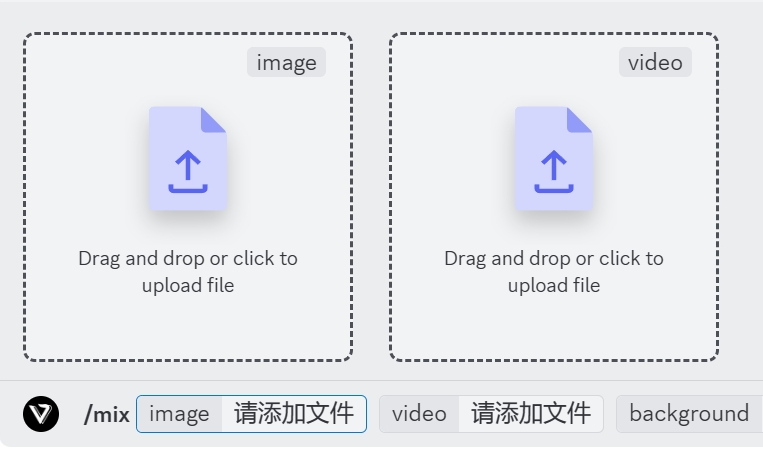 image
video
Drag and drop or click to
upload file
Drag and drop or click to
upload file
/mix image 请添加文件 video 请添加文件 background